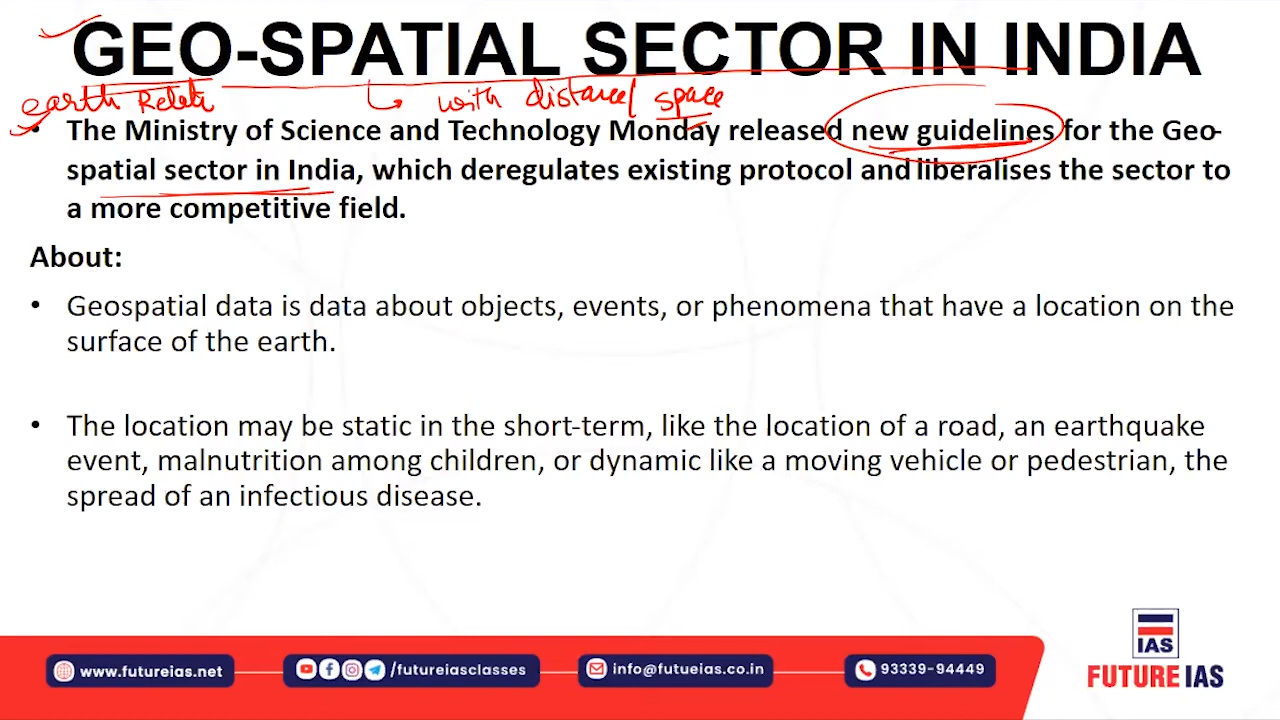 GEO-SPATIAL SECTOR IN INDIA
earth Relate
with distance/ space
• The Ministry of Science and Technology Monday released new guidelines for the Geo-
spatial sector in India, which deregulates existing protocol and liberalises the sector to
a more competitive field.
About:
• Geospatial data is data about objects, events, or phenomena that have a location on the
surface of the earth.
• The location may be static in the short-term, like the location of a road, an earthquake
event, malnutrition among children, or dynamic like a moving vehicle or pedestrian, the
spread of an infectious disease.
IAS
www.futureias.net
/futureiasclasses
info@futueias.co.in
93339-94449
FUTURE IAS